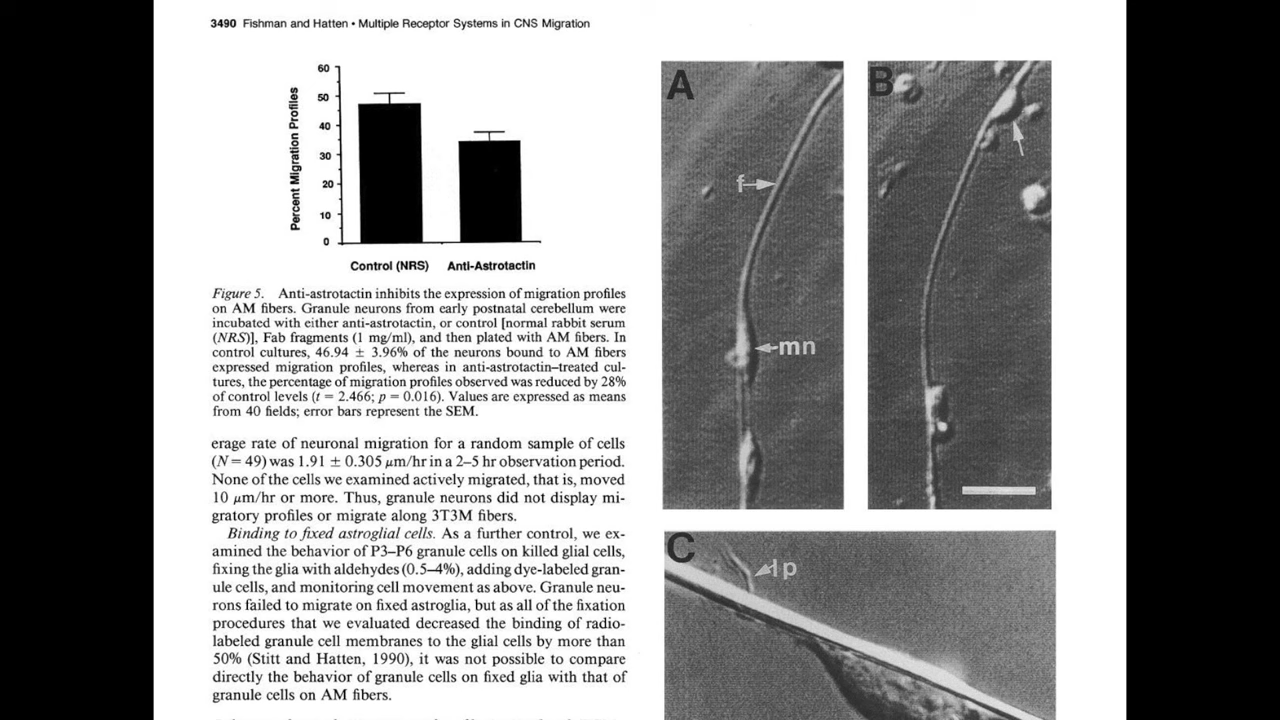 3490 Fishman and Hatten • Multiple Receptor Systems in CNS Migration
60
50
40
30
20
10
0
Percent Migration Profiles
Control (NRS) Anti-Astrotactin
Figure 5. Anti-astrotactin inhibits the expression of migration profiles
on AM fibers. Granule neurons from early postnatal cerebellum were
incubated with either anti-astrotactin, or control [normal rabbit serum
(NRS)], Fab fragments (1 mg/ml), and then plated with AM fibers. In
control cultures, 46.94 ± 3.96% of the neurons bound to AM fibers
expressed migration profiles, whereas in anti-astrotactin–treated cul-
tures, the percentage of migration profiles observed was reduced by 28%
of control levels (t = 2.466; p = 0.016). Values are expressed as means
from 40 fields; error bars represent the SEM.
erage rate of neuronal migration for a random sample of cells
(N = 49) was 1.91 ± 0.305 μm/hr in a 2–5 hr observation period.
None of the cells we examined actively migrated, that is, moved
10 μm/hr or more. Thus, granule neurons did not display mi-
gratory profiles or migrate along 3T3M fibers.
Binding to fixed astroglial cells. As a further control, we ex-
amined the behavior of P3–P6 granule cells on killed glial cells,
fixing the glia with aldehydes (0.5–4%), adding dye-labeled gran-
ule cells, and monitoring cell movement as above. Granule neu-
rons failed to migrate on fixed astroglia, but as all of the fixation
procedures that we evaluated decreased the binding of radio-
labeled granule cell membranes to the glial cells by more than
50% (Stitt and Hatten, 1990), it was not possible to compare
directly the behavior of granule cells on fixed glia with that of
granule cells on AM fibers.
A
f
mn
B
C
lp